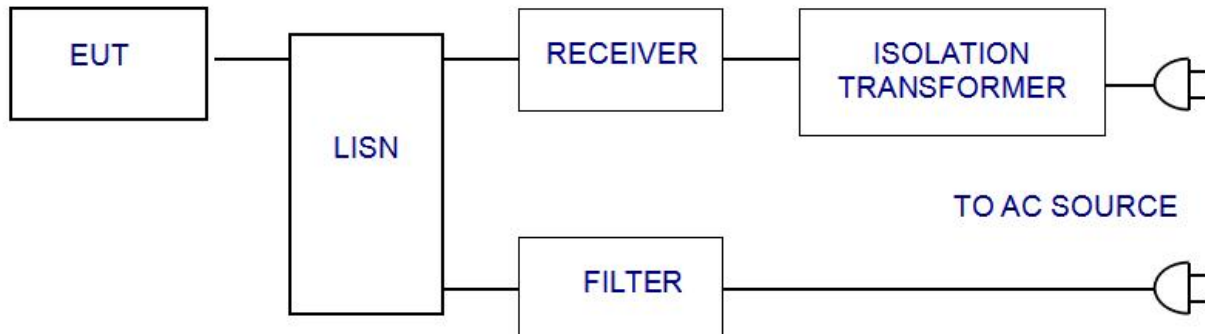 EUT
RECEIVER
ISOLATION
TRANSFORMER
LISN
TO AC SOURCE
FILTER